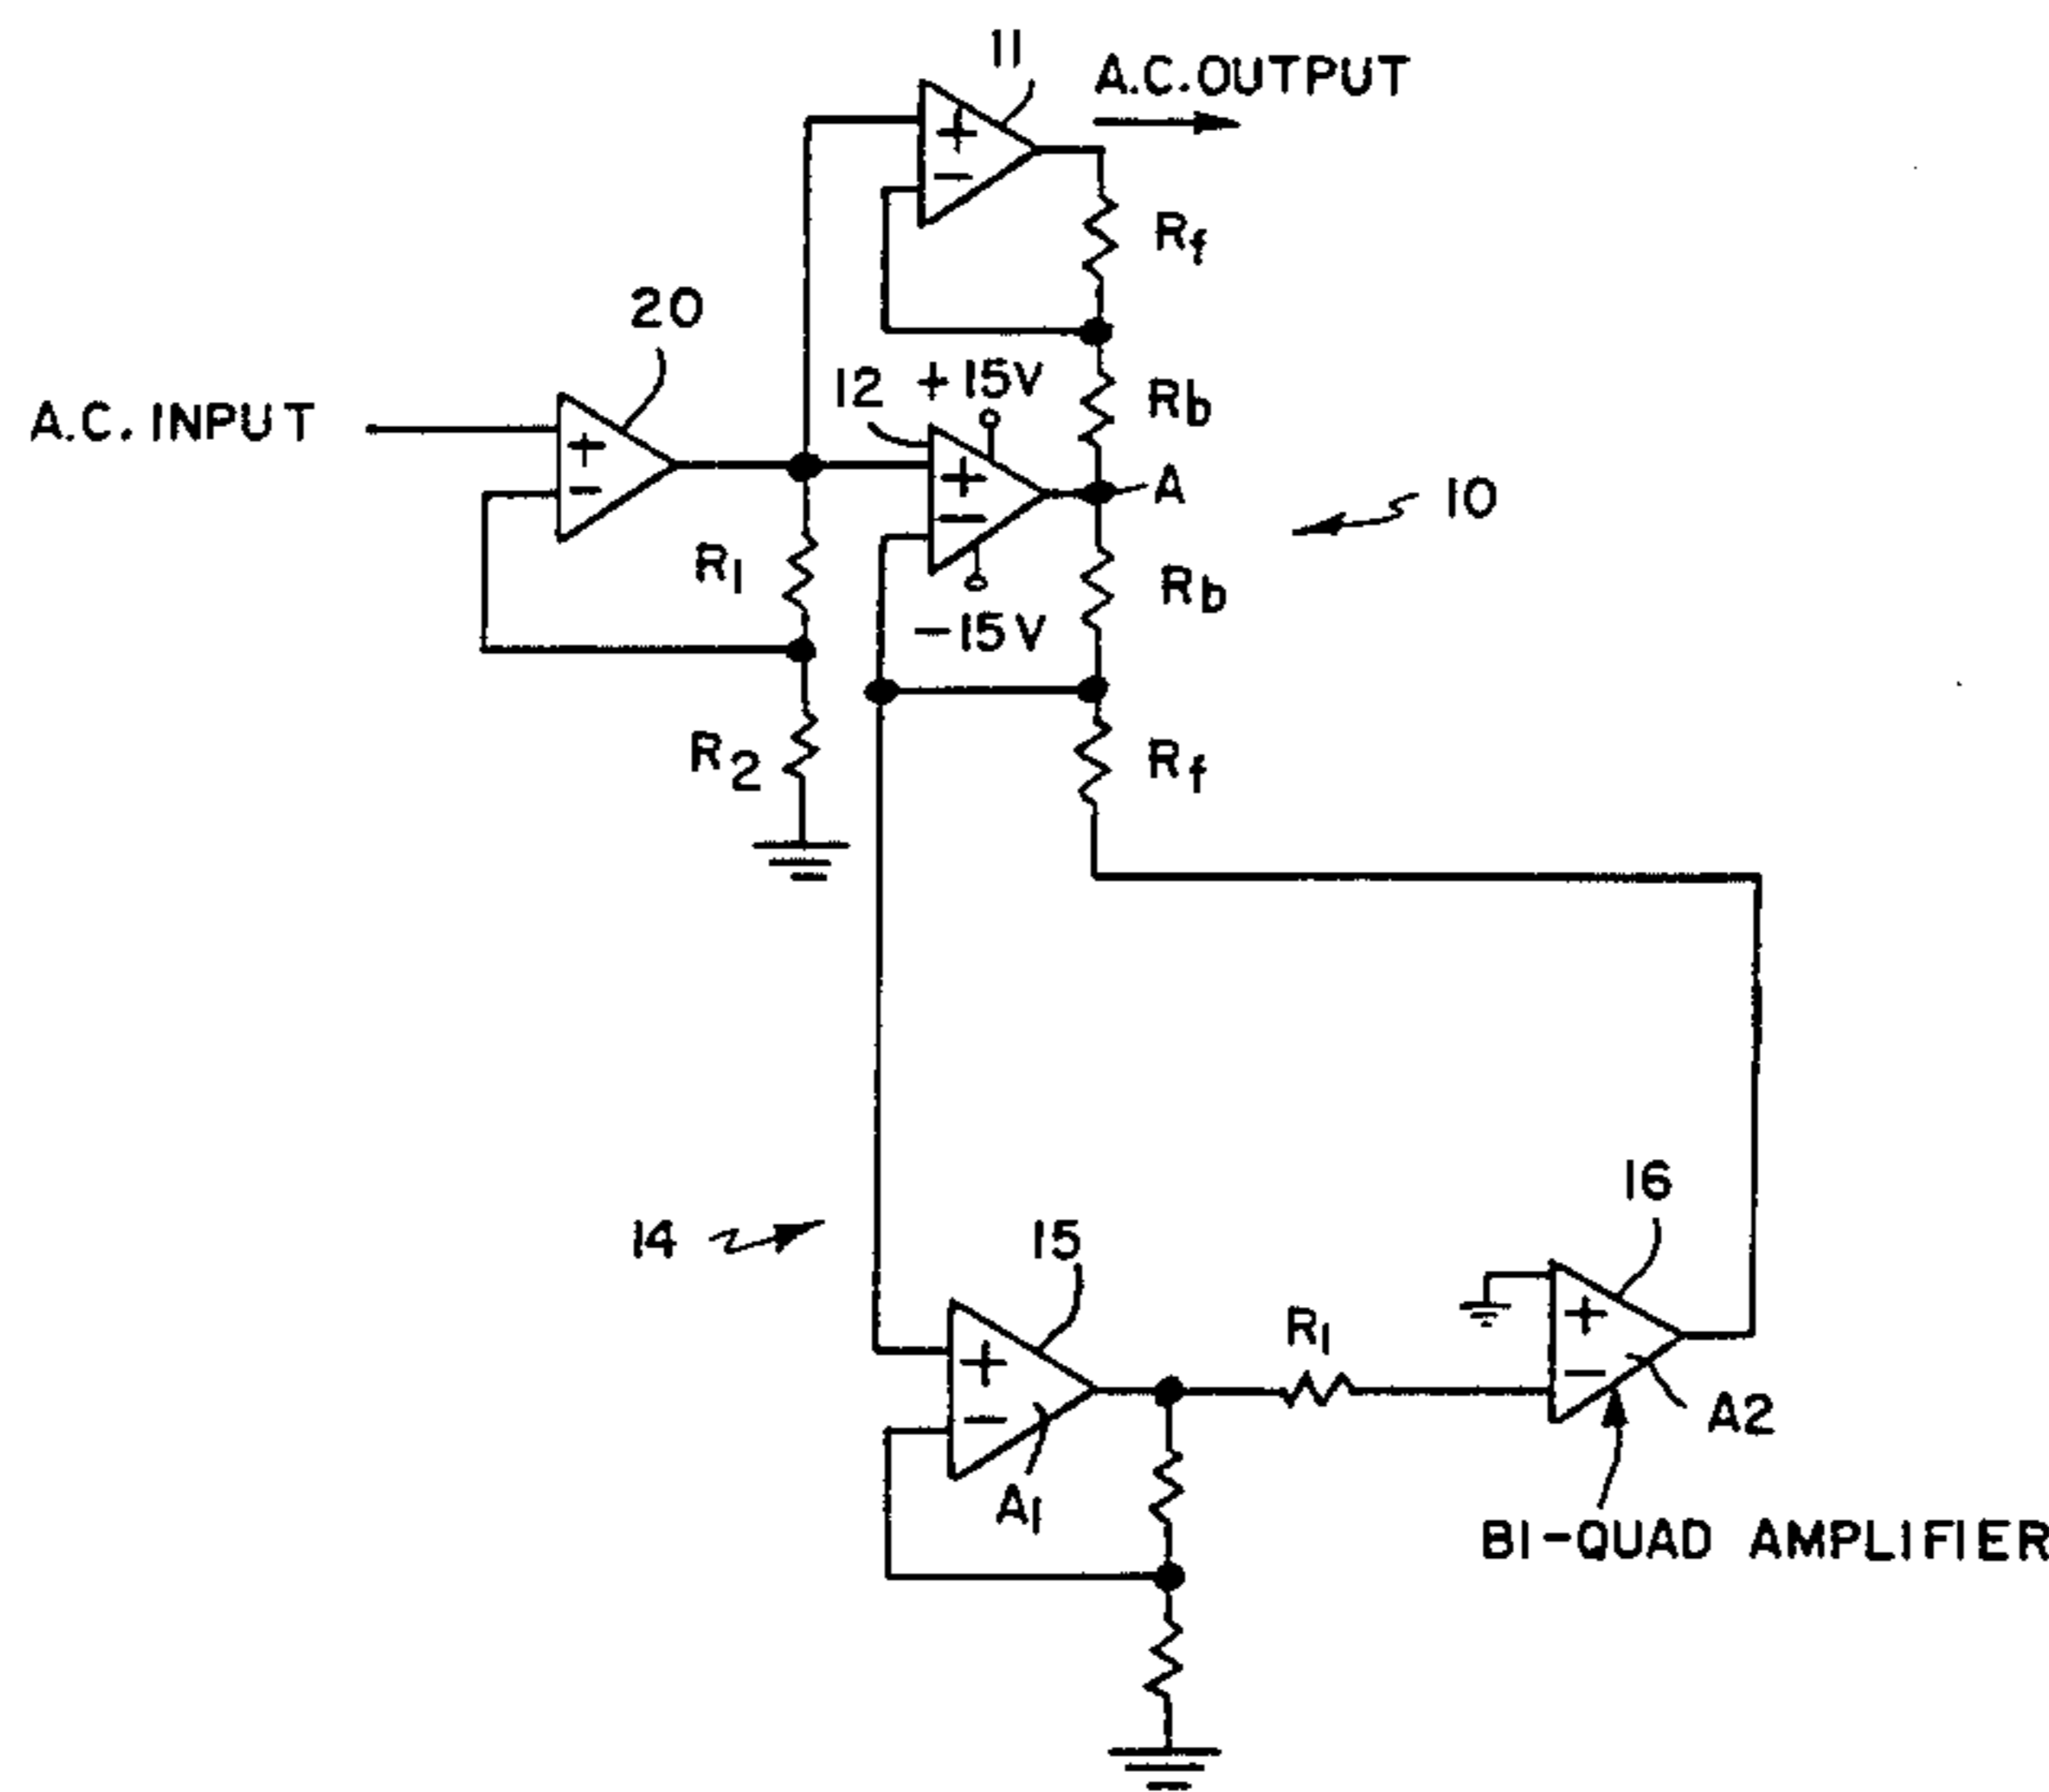 11
A.C. OUTPUT
Rf
20
12
+15V
Rb
A.C. INPUT
+
-
A
10
R1
Rb
-15V
R2
Rf
16
14
15
R1
A2
A1
BI-QUAD AMPLIFIER